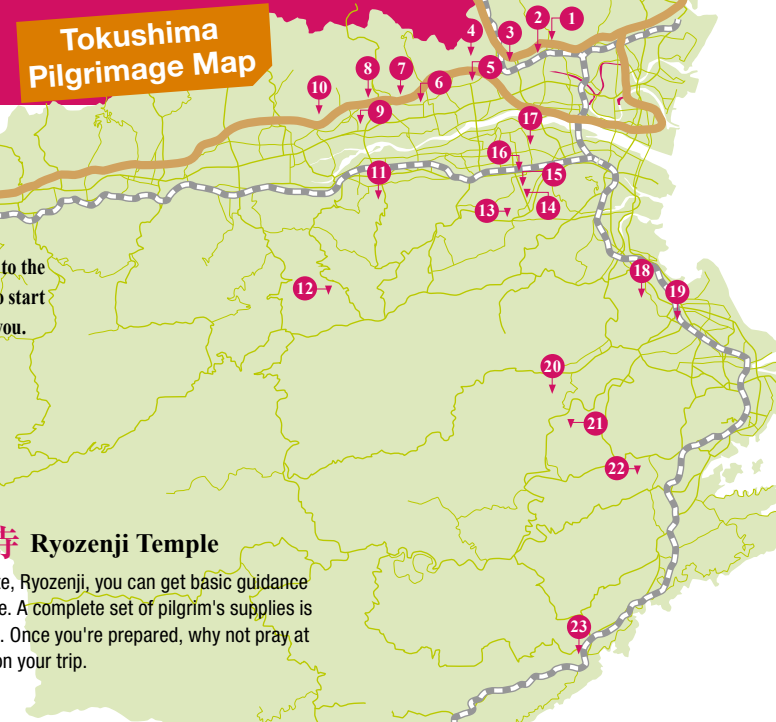 Tokushima
Pilgrimage Map
1
2
3
4
5
6
7
8
9
10
11
12
13
14
15
16
17
18
19
20
21
22
23
to the
start
you.
寺 Ryozenji Temple
Ryozenji, you can get basic guidance
A complete set of pilgrim's supplies is
Once you're prepared, why not pray at
on your trip.